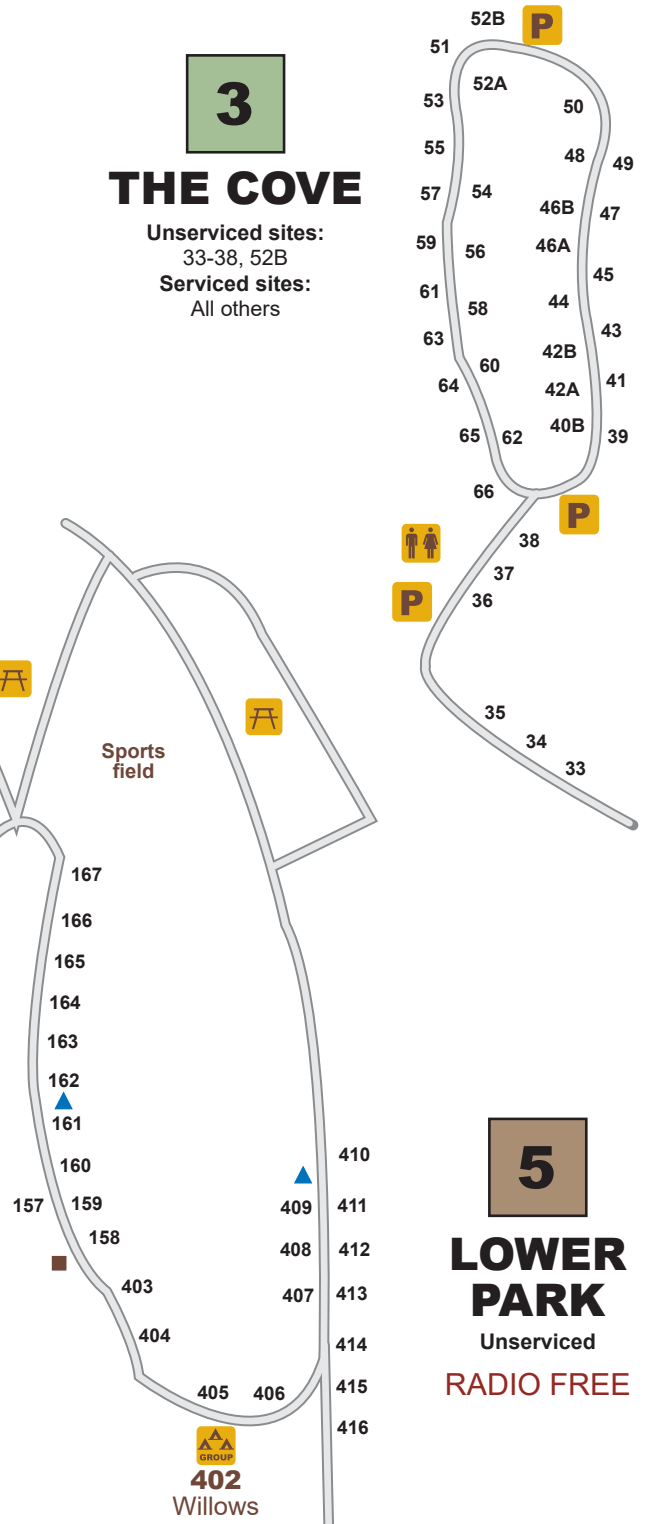 3
THE COVE
Unserviced sites:
33-38, 52B
Serviced sites:
All others
52B
P
51
52A
53
50
55
48
49
57
54
46B
47
59
56
46A
45
61
58
44
43
63
42B
60
64
42A
41
65
62
40B
39
66
P
38
37
P
36
35
34
33
Sports
field
167
166
165
164
163
162
161
160
157
159
158
403
404
405
406
410
409
411
408
412
407
413
414
415
416
GROUP
402
Willows
5
LOWER
PARK
Unserviced
RADIO FREE